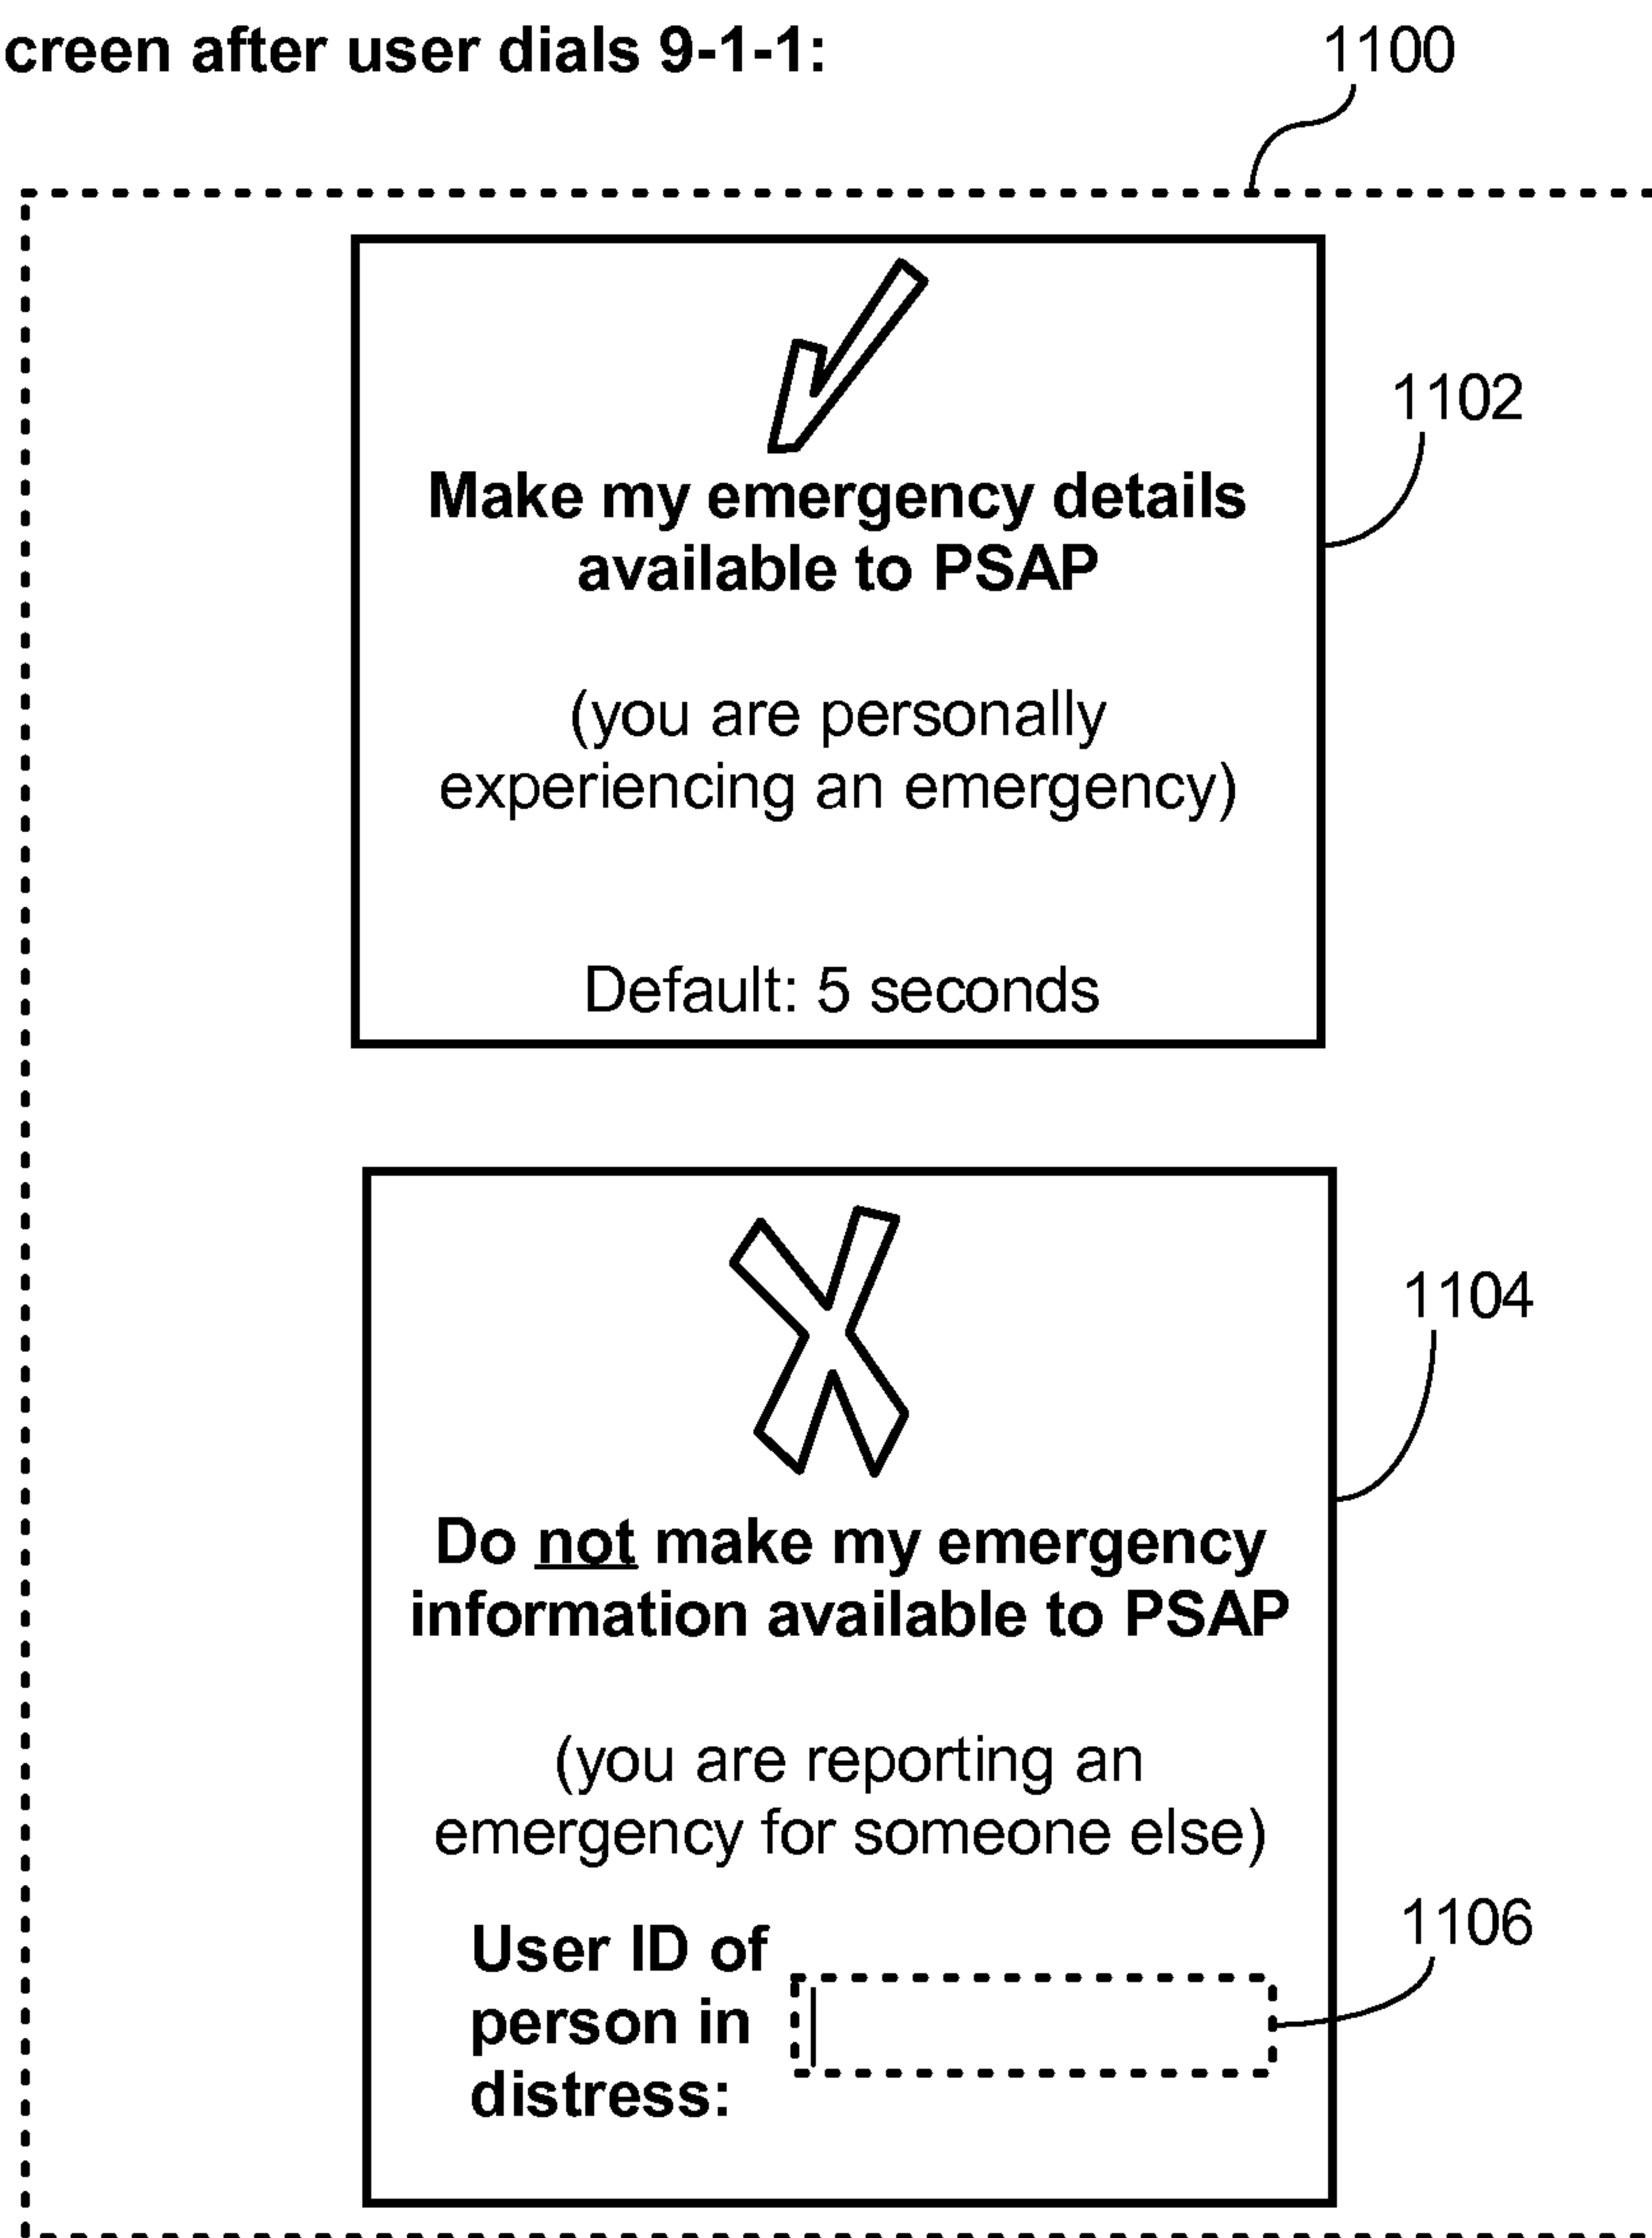 creen after user dials 9-1-1:
1100
1102
Make my emergency details
available to PSAP
(you are personally
experiencing an emergency)
Default: 5 seconds
1104
Do not make my emergency
information available to PSAP
(you are reporting an
emergency for someone else)
1106
User ID of
person in
distress: